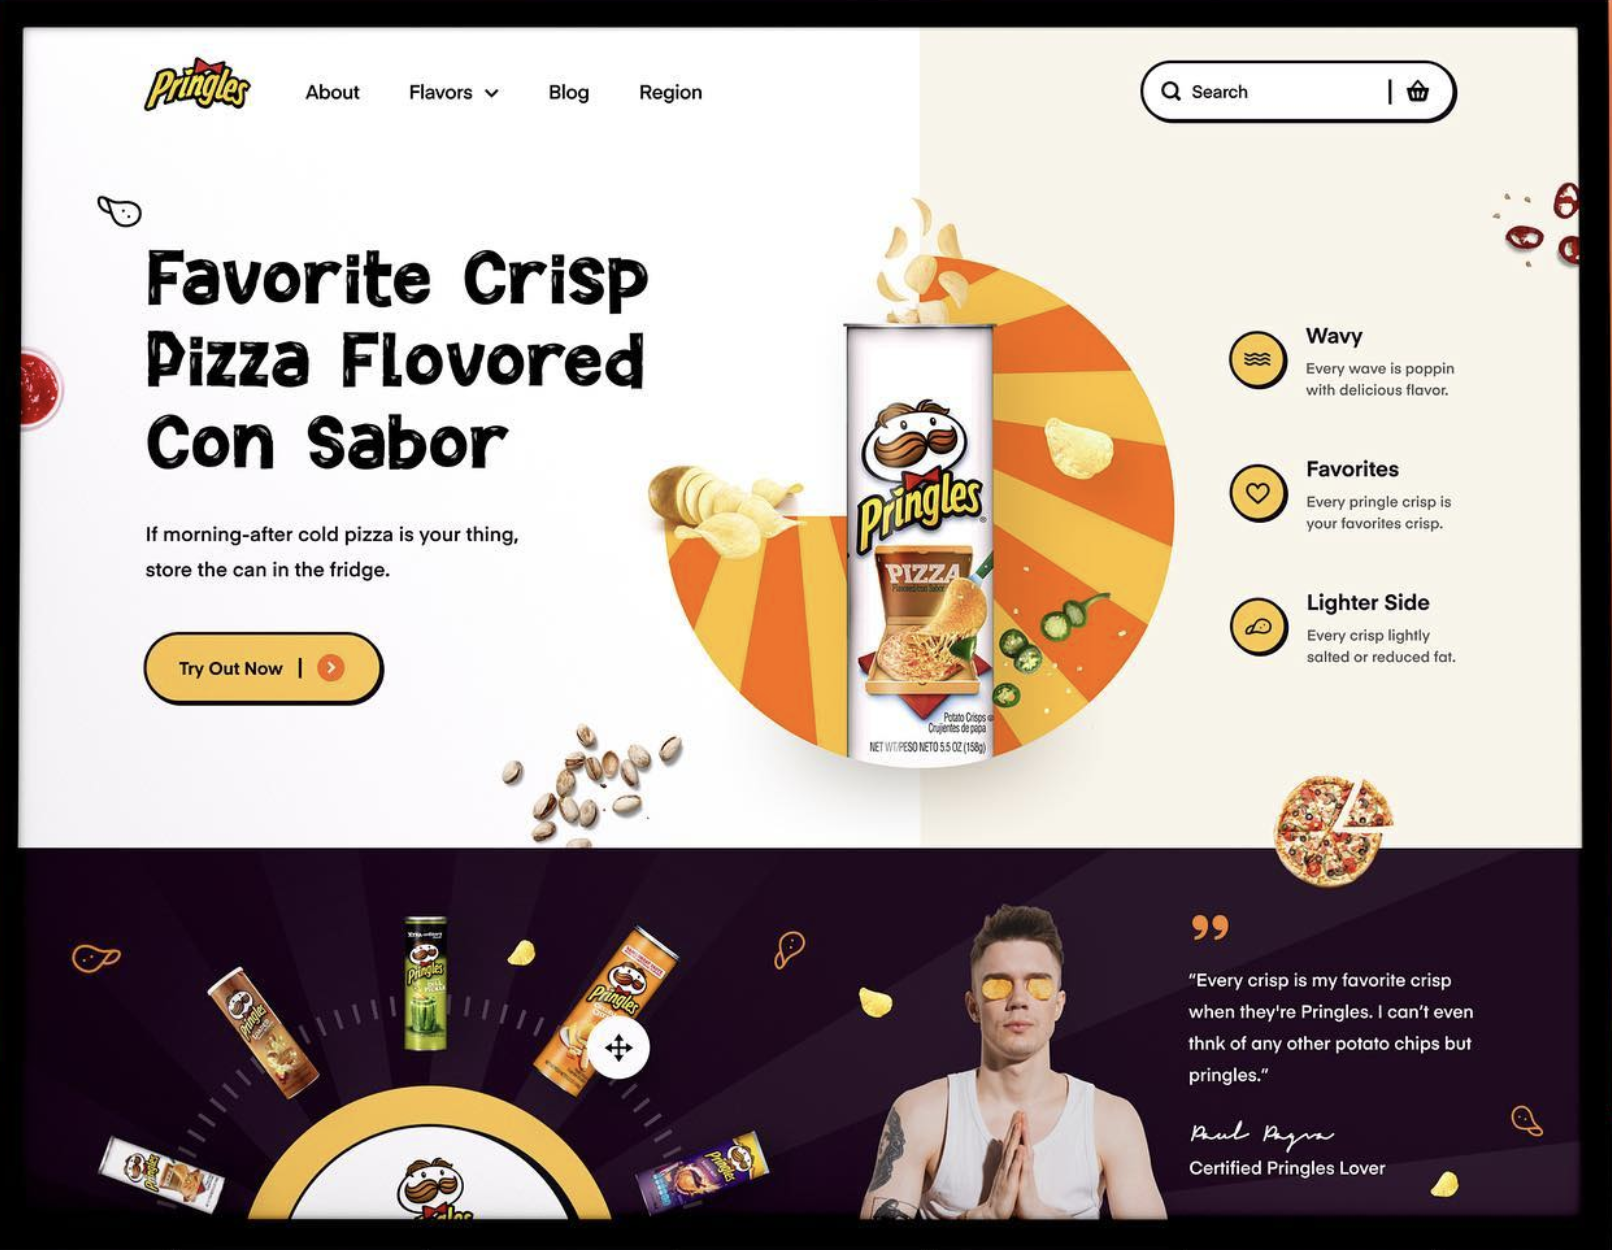 Pringles
About
Flavors
Blog
Region
Search
Favorite Crisp
Pizza Flovored
Con Sabor
If morning-after cold pizza is your thing,
store the can in the fridge.
Try Out Now
Pringles
PIZZA
Potato Crisps
Crujientes de papa
NET WT/PESO NETO 5.5 OZ (158g)
Wavy
Every wave is poppin
with delicious flavor.
Favorites
Every pringle crisp is
your favorites crisp.
Lighter Side
Every crisp lightly
salted or reduced fat.
Pringles
Pringles
Pringles
Pringles
Pringles
”
“Every crisp is my favorite crisp
when they're Pringles. I can't even
thnk of any other potato chips but
pringles.”
Certified Pringles Lover